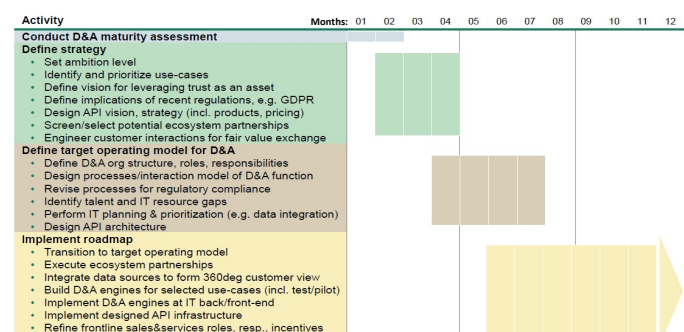 Activity Months: 01 02 03 04 05 06 07 08 09 10 11 12
Conduct D&A maturity assessment
Define strategy
• Set ambition level
• Identify and prioritize use-cases
• Define vision for leveraging trust as an asset
• Define implications of recent regulations, e.g. GDPR
• Design API vision, strategy (incl. products, pricing)
• Screen/select potential ecosystem partnerships
• Engineer customer interactions for fair value exchange
Define target operating model for D&A
• Define D&A org structure, roles, responsibilities
• Design processes/interaction model of D&A function
• Revise processes for regulatory compliance
• Identify talent and IT resource gaps
• Perform IT planning & prioritization (e.g. data integration)
• Design API architecture
Implement roadmap
• Transition to target operating model
• Execute ecosystem partnerships
• Integrate data sources to form 360deg customer view
• Build D&A engines for selected use-cases (incl. test/pilot)
• Implement D&A engines at IT back/front-end
• Implement designed API infrastructure
• Refine frontline sales&services roles, resp., incentives